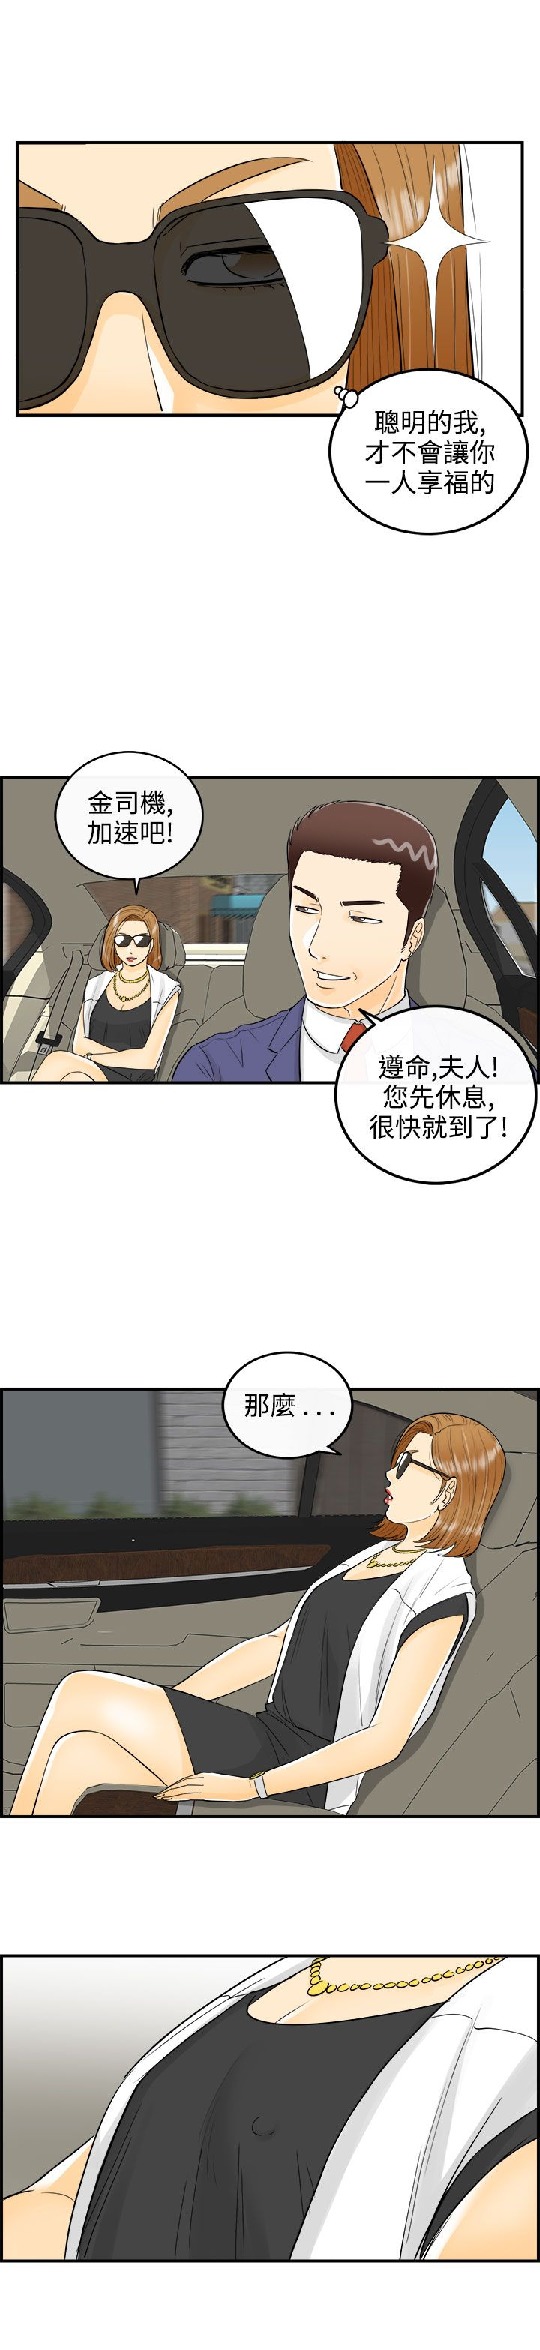 聰明的我,
才不會讓你
一人享福的
金司機,
加速吧!
遵命,夫人!
您先休息,
很快就到了!
那麼...